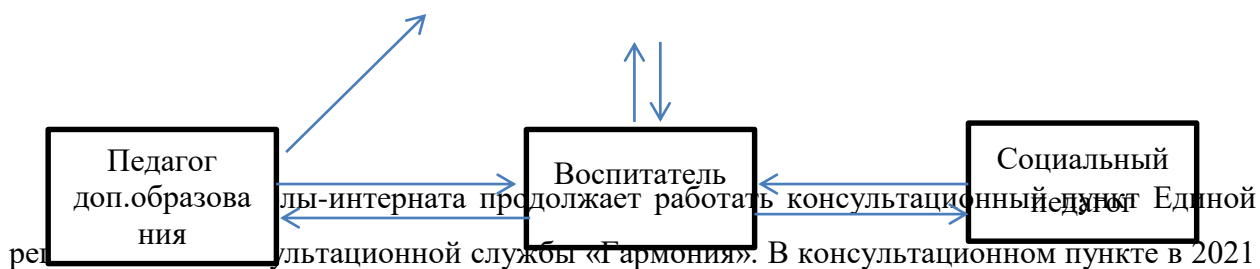 Педагог
доп.образова
ния
Воспитатель
Социальный
педагог
лы-интерната продолжает работать консультационный пункт Единой
ре ультационной службы «Гармония». В консультационном пункте в 2021